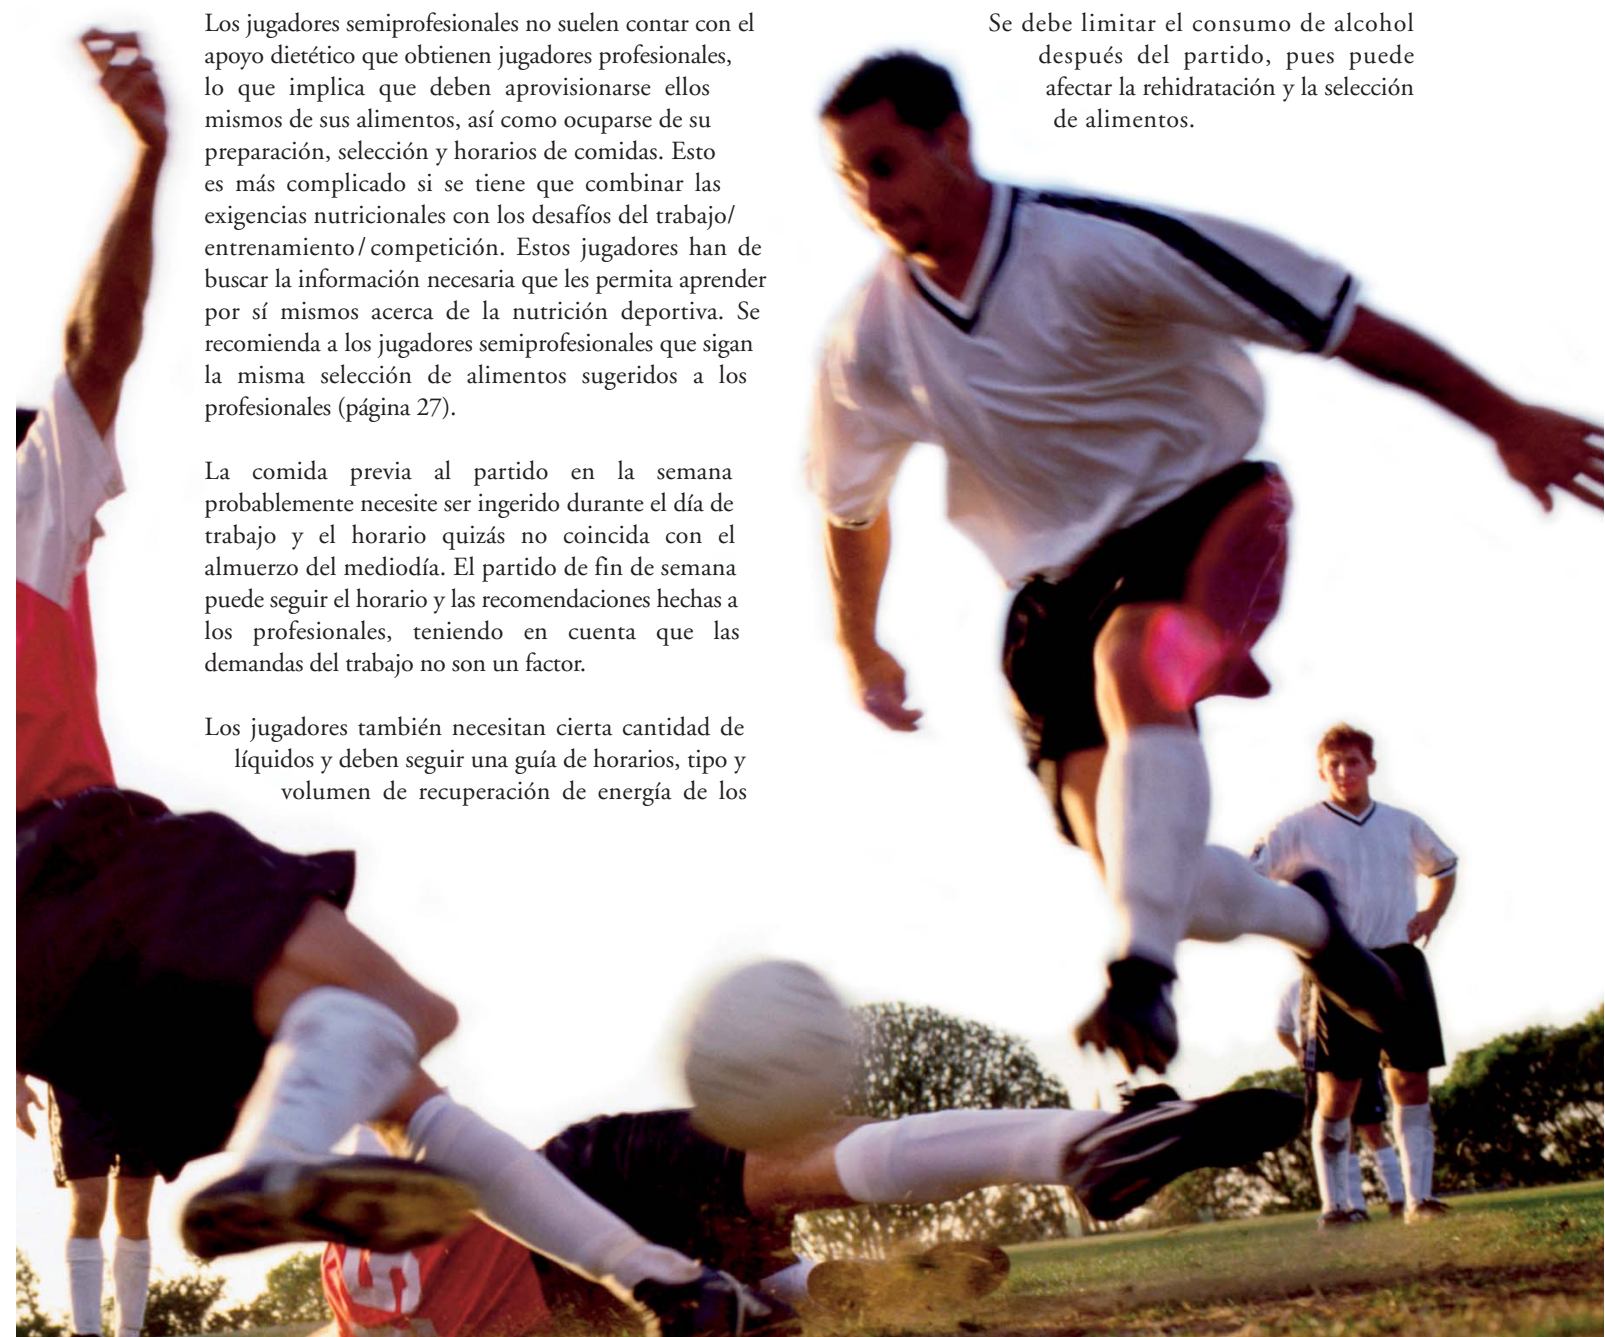 Los jugadores semiprofesionales no suelen contar con el
apoyo dietético que obtienen jugadores profesionales,
lo que implica que deben aprovisionarse ellos
mismos de sus alimentos, así como ocuparse de su
preparación, selección y horarios de comidas. Esto
es más complicado si se tiene que combinar las
exigencias nutricionales con los desafíos del trabajo/
entrenamiento/competición. Estos jugadores han de
buscar la información necesaria que les permita aprender
por sí mismos acerca de la nutrición deportiva. Se
recomienda a los jugadores semiprofesionales que sigan
la misma selección de alimentos sugeridos a los
profesionales (página 27).
La comida previa al partido en la semana
probablemente necesite ser ingerido durante el día de
trabajo y el horario quizás no coincida con el
almuerzo del mediodía. El partido de fin de semana
puede seguir el horario y las recomendaciones hechas a
los profesionales, teniendo en cuenta que las
demandas del trabajo no son un factor.
Los jugadores también necesitan cierta cantidad de
líquidos y deben seguir una guía de horarios, tipo y
volumen de recuperación de energía de los
Se debe limitar el consumo de alcohol
después del partido, pues puede
afectar la rehidratación y la selección
de alimentos.
5